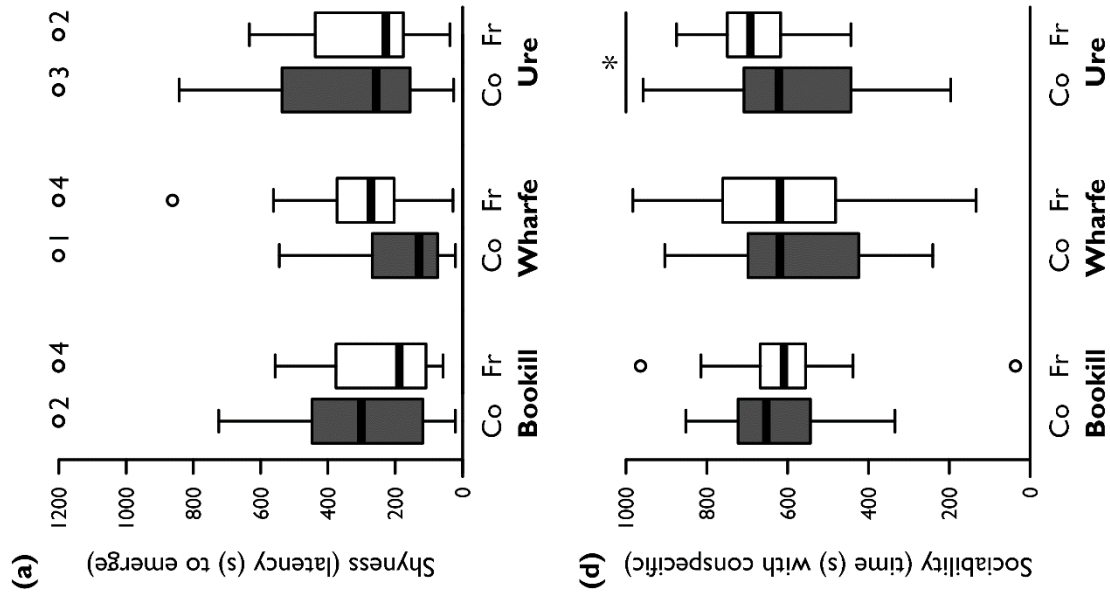 (a)
Shyness (latency (s) to emerge)
1200
1000
800
600
400
200
0
2 4 1 4 3 2
Co Fr Co Fr Co Fr
Bookill Wharfe Ure
(d)
Sociability (time (s) with conspecific)
1000
800
600
400
200
0
*
Co Fr Co Fr Co Fr
Bookill Wharfe Ure